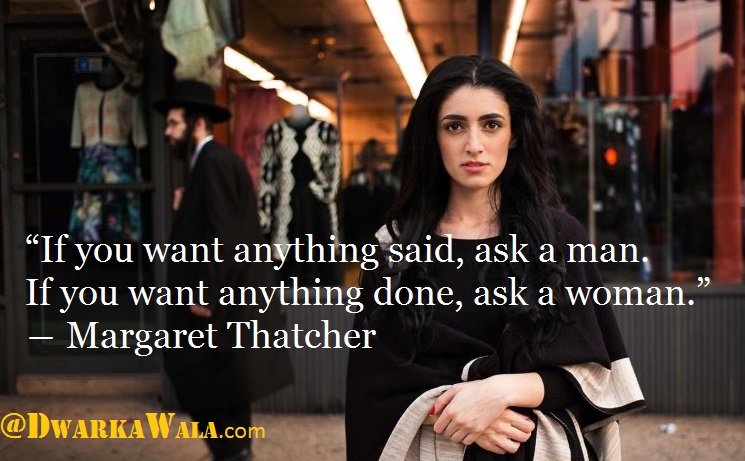 “If you want anything said, ask a man.
If you want anything done, ask a woman.”
— Margaret Thatcher
@DwarkaWala.com